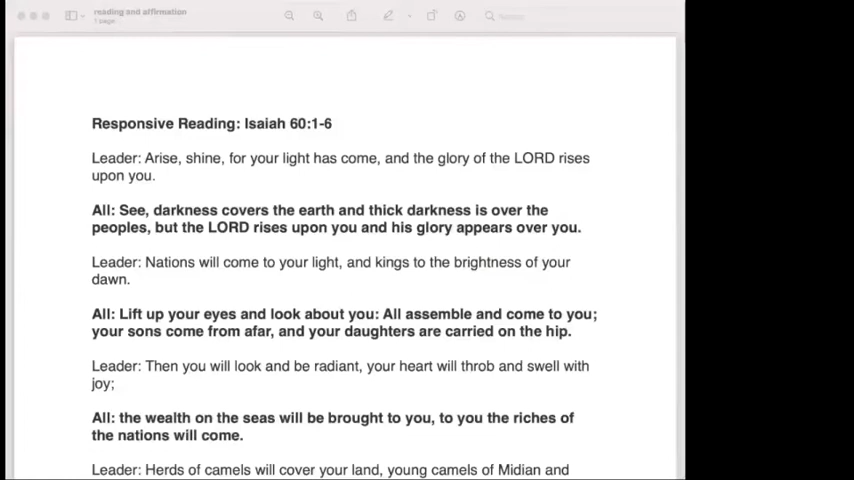 reading and affirmation
1 page
Search
Responsive Reading: Isaiah 60:1-6
Leader: Arise, shine, for your light has come, and the glory of the LORD rises
upon you.
All: See, darkness covers the earth and thick darkness is over the
peoples, but the LORD rises upon you and his glory appears over you.
Leader: Nations will come to your light, and kings to the brightness of your
dawn.
All: Lift up your eyes and look about you: All assemble and come to you;
your sons come from afar, and your daughters are carried on the hip.
Leader: Then you will look and be radiant, your heart will throb and swell with
joy;
All: the wealth on the seas will be brought to you, to you the riches of
the nations will come.
Leader: Herds of camels will cover your land, young camels of Midian and